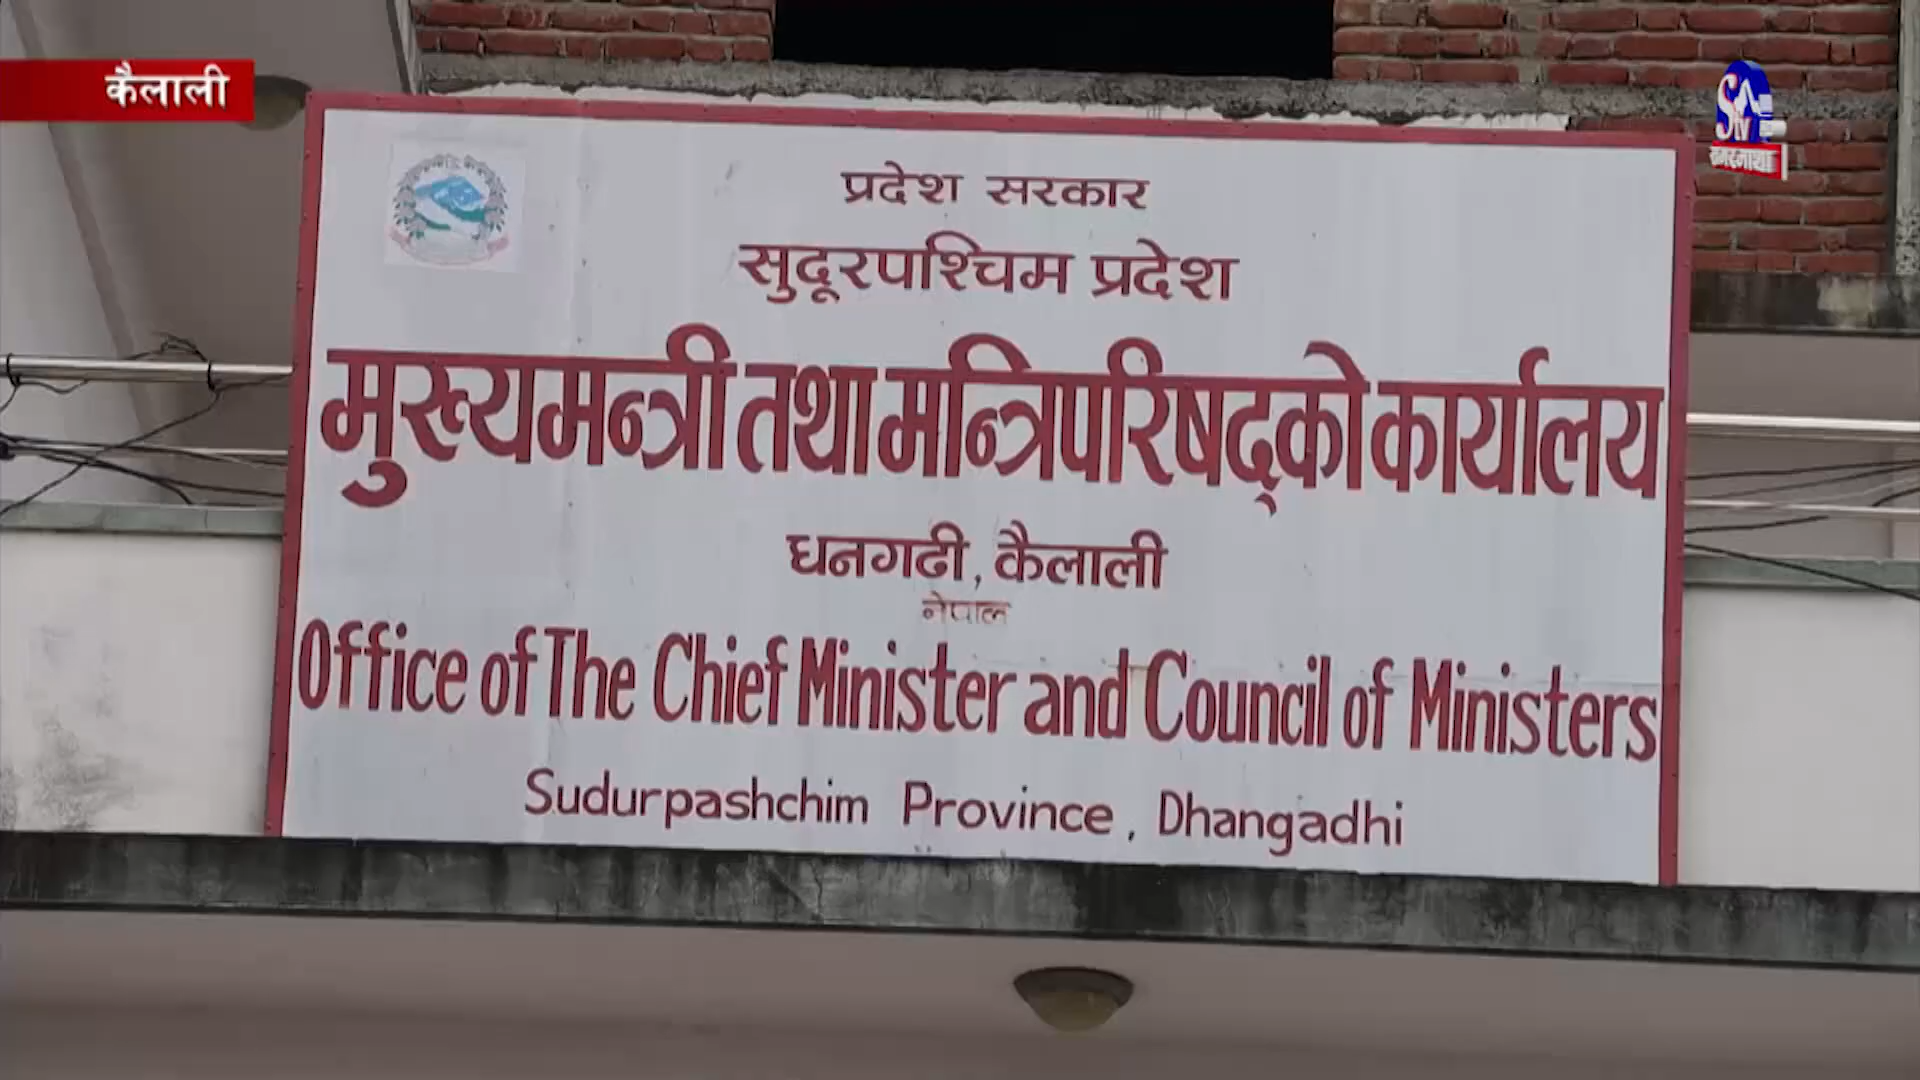 कैलाली
प्रदेश सरकार
सुदूरपश्चिम प्रदेश
मुख्यमन्त्री तथा मन्त्रिपरिषद्को कार्यालय
धनगढी, कैलाली
नेपाल
Office of The Chief Minister and Council of Ministers
Sudurpashchim Province, Dhangadhi